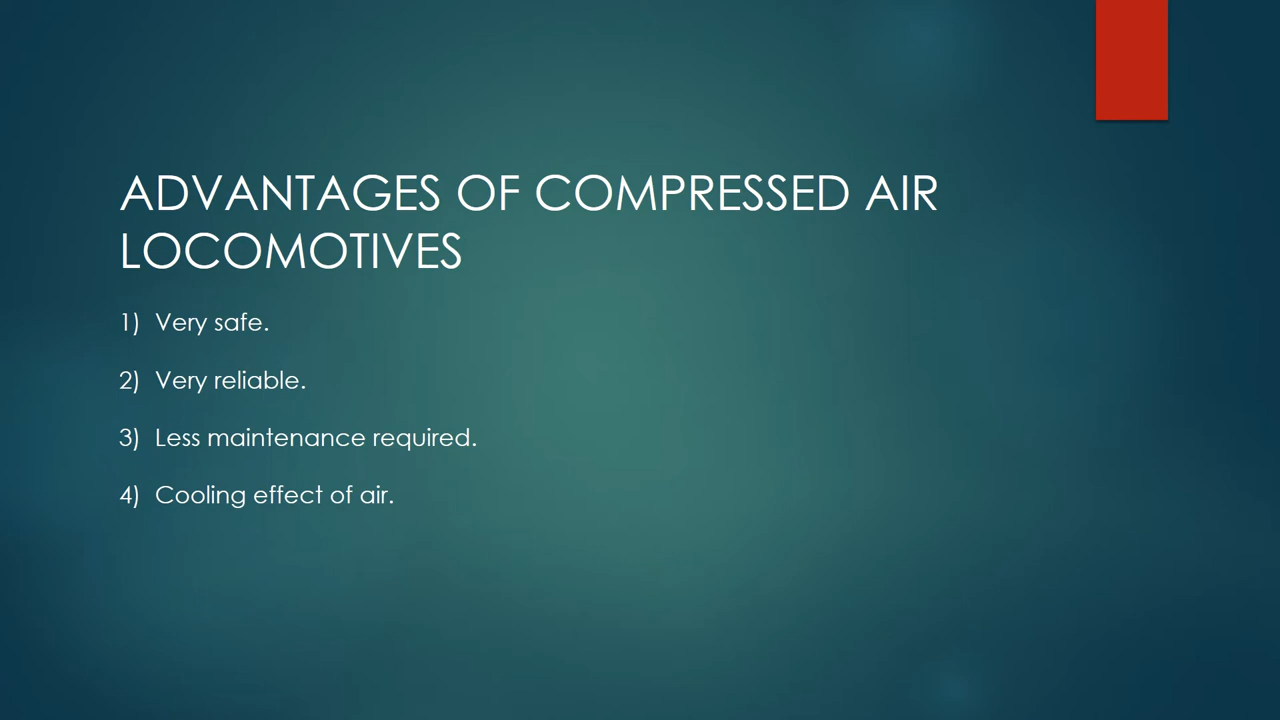 ADVANTAGES OF COMPRESSED AIR
LOCOMOTIVES
1) Very safe.
2) Very reliable.
3) Less maintenance required.
4) Cooling effect of air.